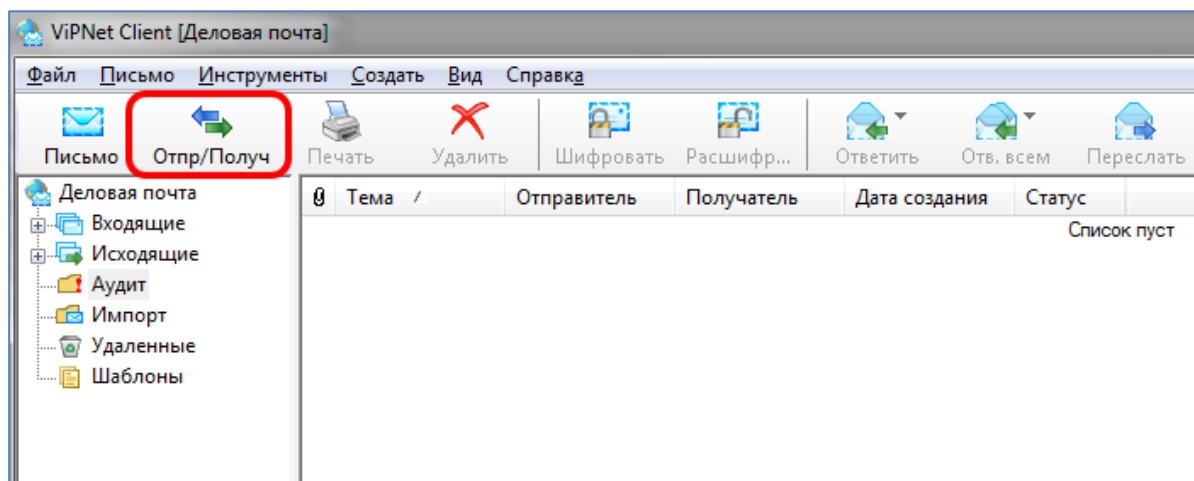 ViPNet Client [Деловая почта]
Файл Письмо Инструменты Создать Вид Справка
Письмо Отпр/Получ Печать Удалить Шифровать Расшифр... Ответить Отв. всем Переслать
Деловая почта
Входящие
Исходящие
Аудит
Импорт
Удаленные
Шаблоны
Тема Отправитель Получатель Дата создания Статус
Список пуст